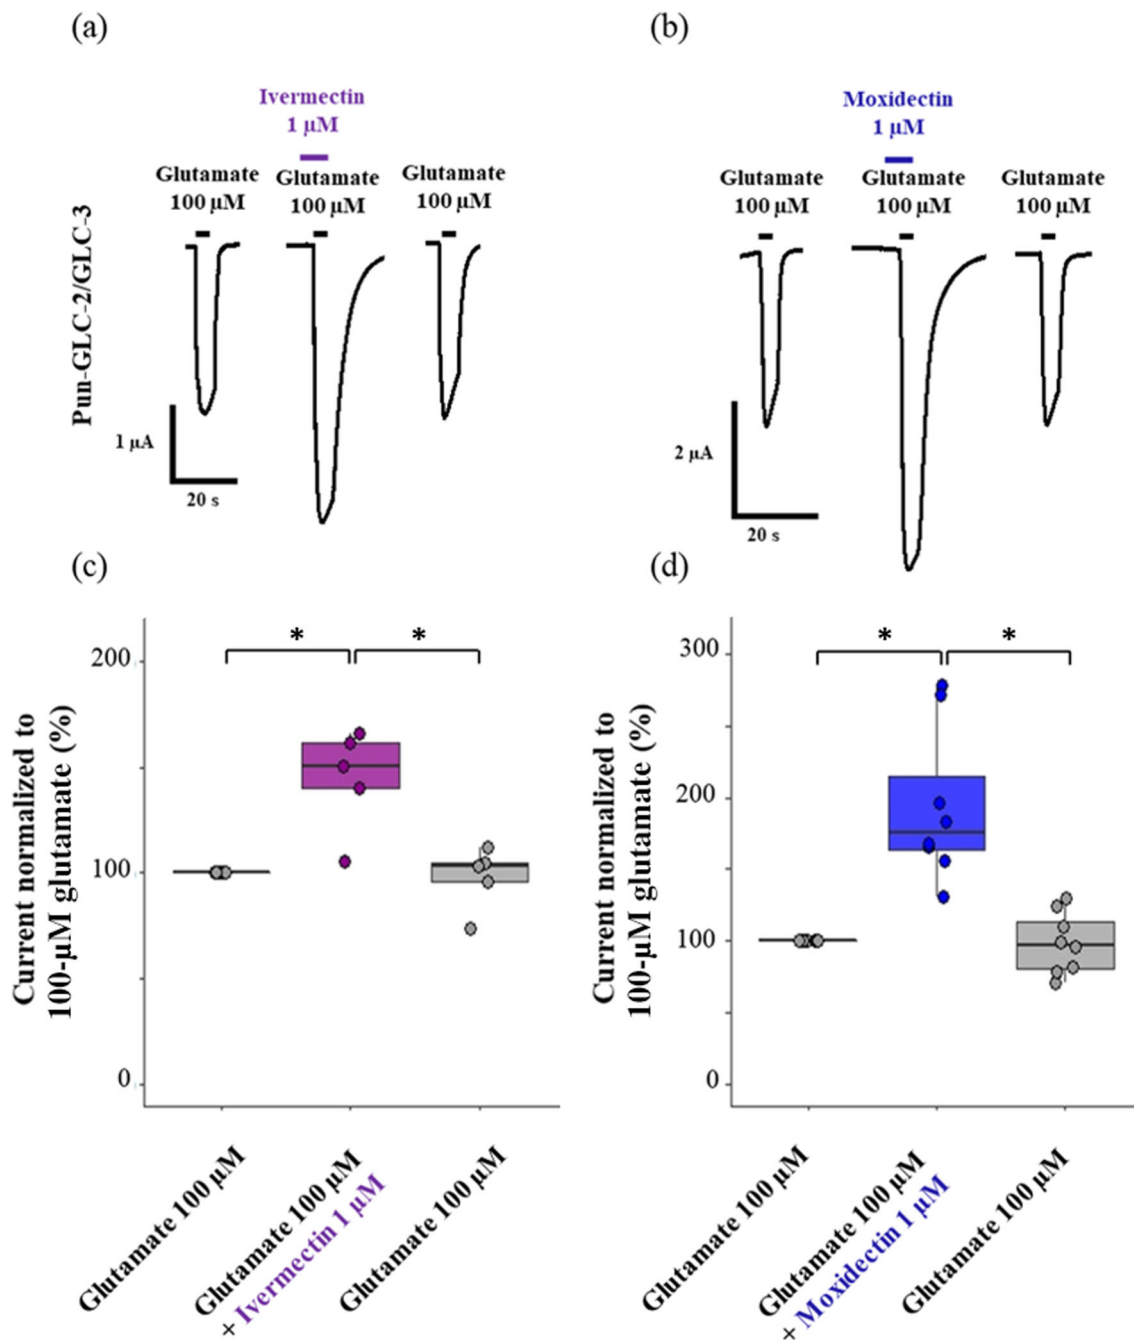 (a)
Ivermectin
1 µM
Glutamate
100 µM
Glutamate
100 µM
Glutamate
100 µM
Pun-GLC-2/GLC-3
1 µA
20 s
(b)
Moxidectin
1 µM
Glutamate
100 µM
Glutamate
100 µM
Glutamate
100 µM
2 µA
20 s
(c)
Current normalized to
100-µM glutamate (%)
200
100
0
*
*
Glutamate 100 µM
Glutamate 100 µM
+ Ivermectin 1 µM
Glutamate 100 µM
(d)
Current normalized to
100-µM glutamate (%)
300
200
100
0
*
*
Glutamate 100 µM
Glutamate 100 µM
+ Moxidectin 1 µM
Glutamate 100 µM